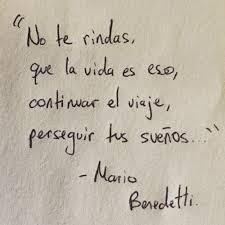 "No te rindas,
que la vida es eso,
continuar el viaje,
perseguir tus sueños..."
- Mario
Benedetti.